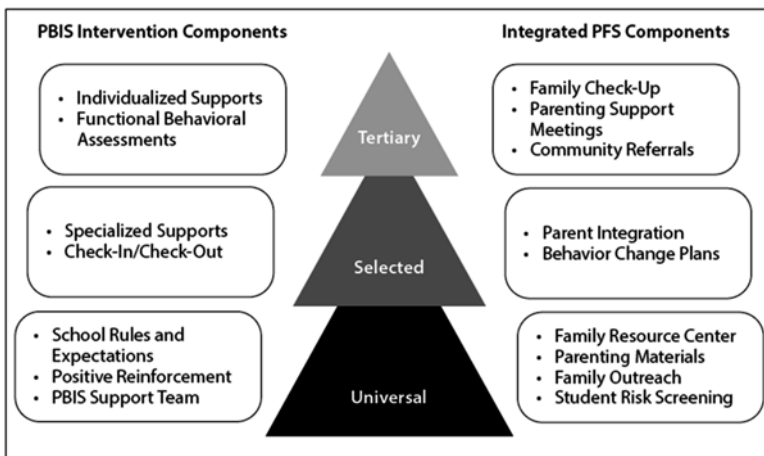 PBIS Intervention Components
Integrated PFS Components
• Individualized Supports
• Functional Behavioral
Assessments
Tertiary
• Family Check-Up
• Parenting Support
Meetings
• Community Referrals
• Specialized Supports
• Check-In/Check-Out
Selected
• Parent Integration
• Behavior Change Plans
• School Rules and
Expectations
• Positive Reinforcement
• PBIS Support Team
Universal
• Family Resource Center
• Parenting Materials
• Family Outreach
• Student Risk Screening